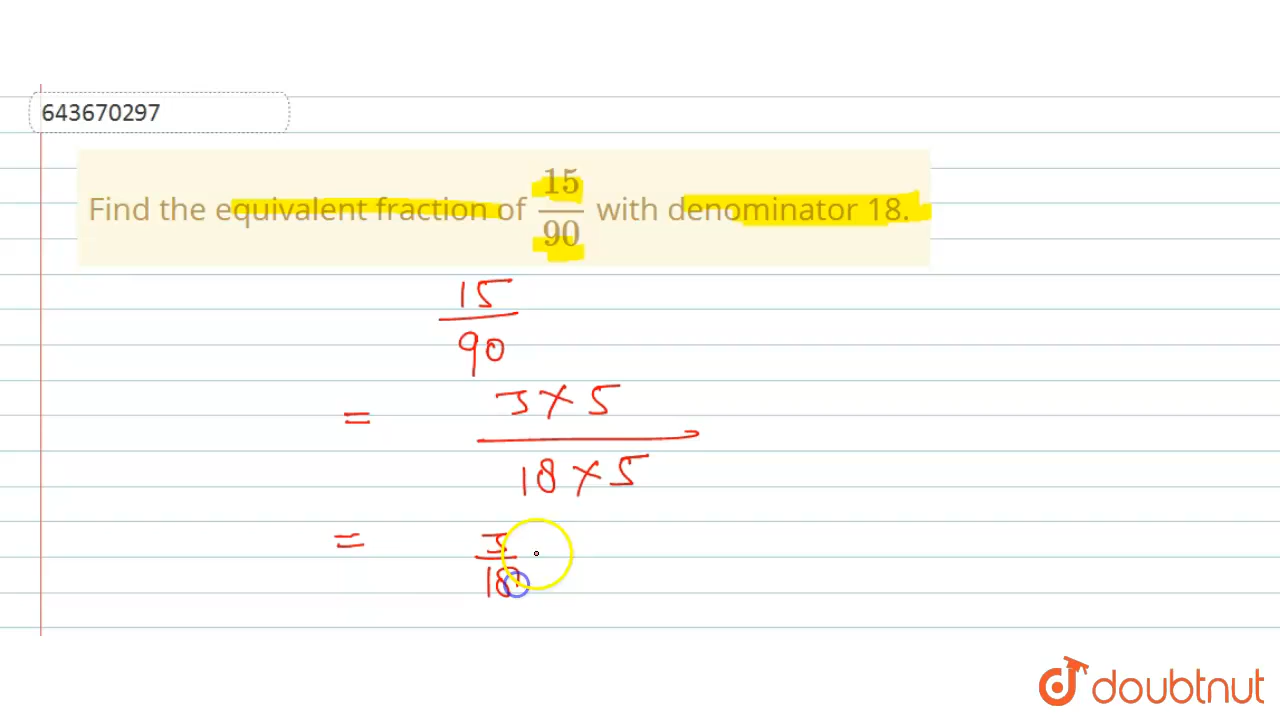 643670297
Find the equivalent fraction of 15/90 with denominator 18.
15
90
= 3 × 5
18 × 5
= 3
18
doubtnut